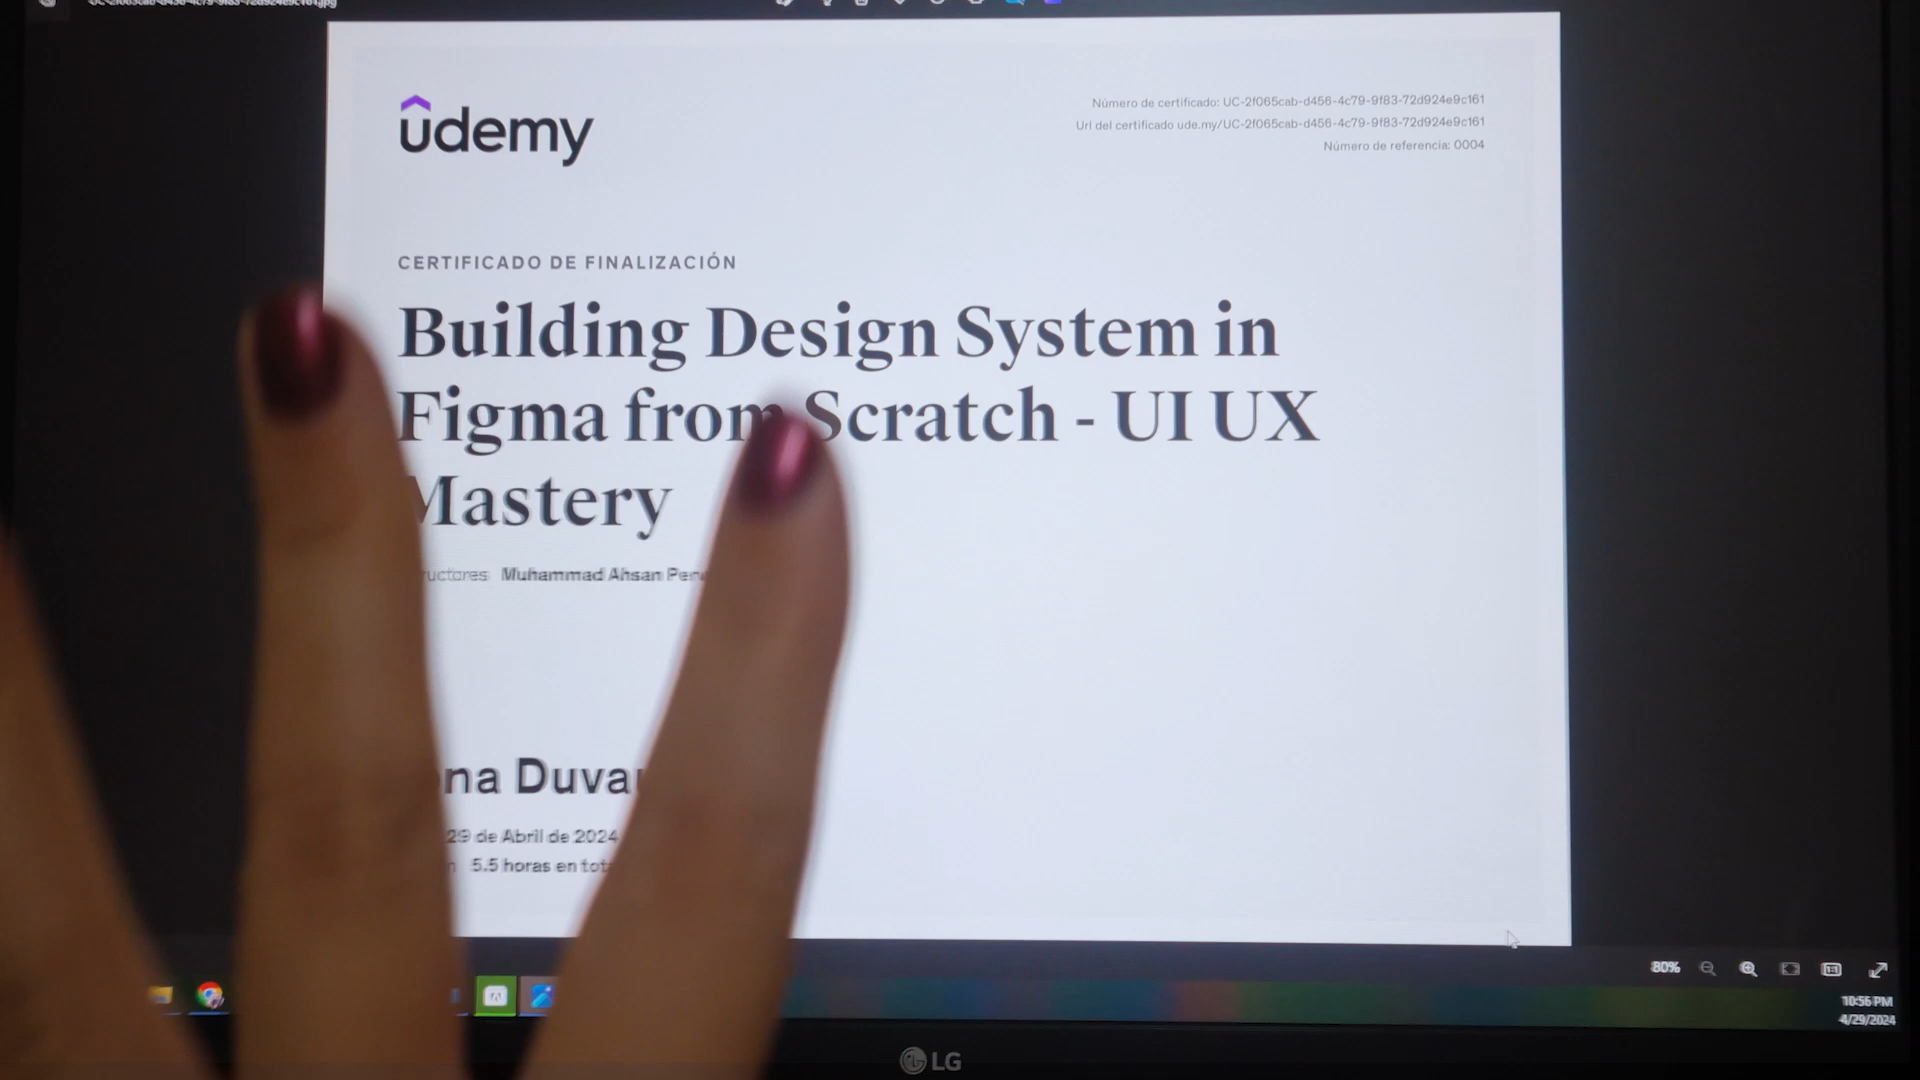 udemy
Número de certificado: UC-2f065cab-d456-4c79-9f83-72d924e9c161
Url del certificado ude.my/UC-2f065cab-d456-4c79-9f83-72d924e9c161
Número de referencia: 0004
CERTIFICADO DE FINALIZACIÓN
Building Design System in
Figma from Scratch - UI UX
Mastery
Muhammad Ahsan
29 de Abril de 2024
5.5 horas en
80%
10:56 PM
4/29/2024
LG